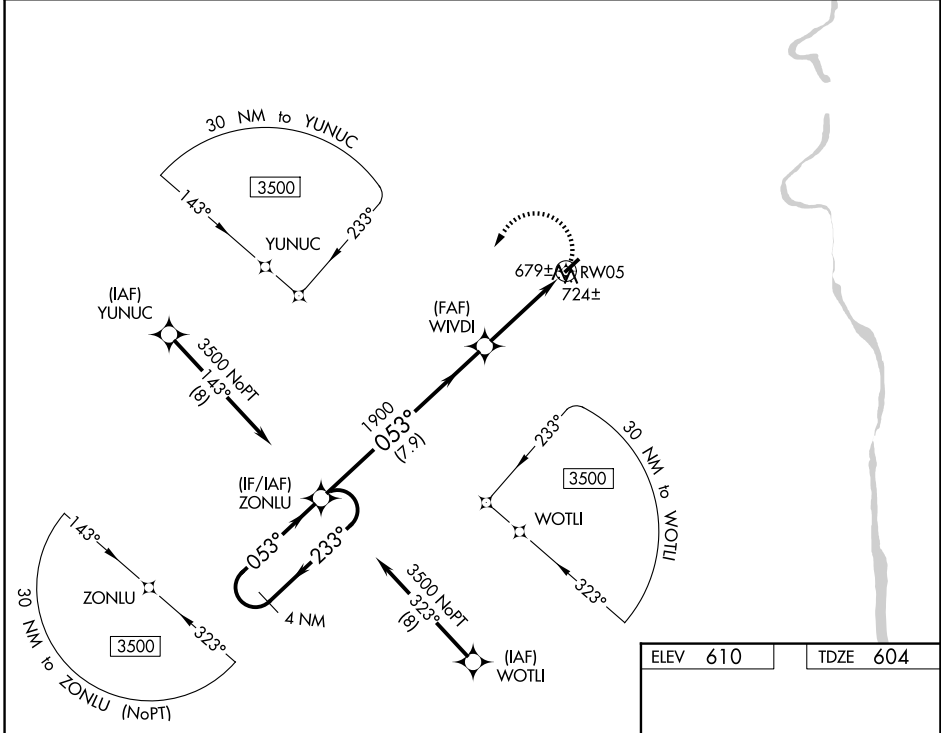 30 NM to YUNUC
3500
143°
233°
YUNUC
679±
RW05
724±
(IAF)
YUNUC
(FAF)
WIVDI
3500 NoPT
143°
(8)
1900
053°
(7.9)
233°
30 NM to WOTLI
3500
(IF/IAF)
ZONLU
WOTLI
143°
053°
233°
323°
ZONLU
3500 NoPT
323°
(8)
4 NM
3500
323°
30 NM to ZONLU (NoPT)
(IAF)
WOTLI
ELEV 610
TDZE 604